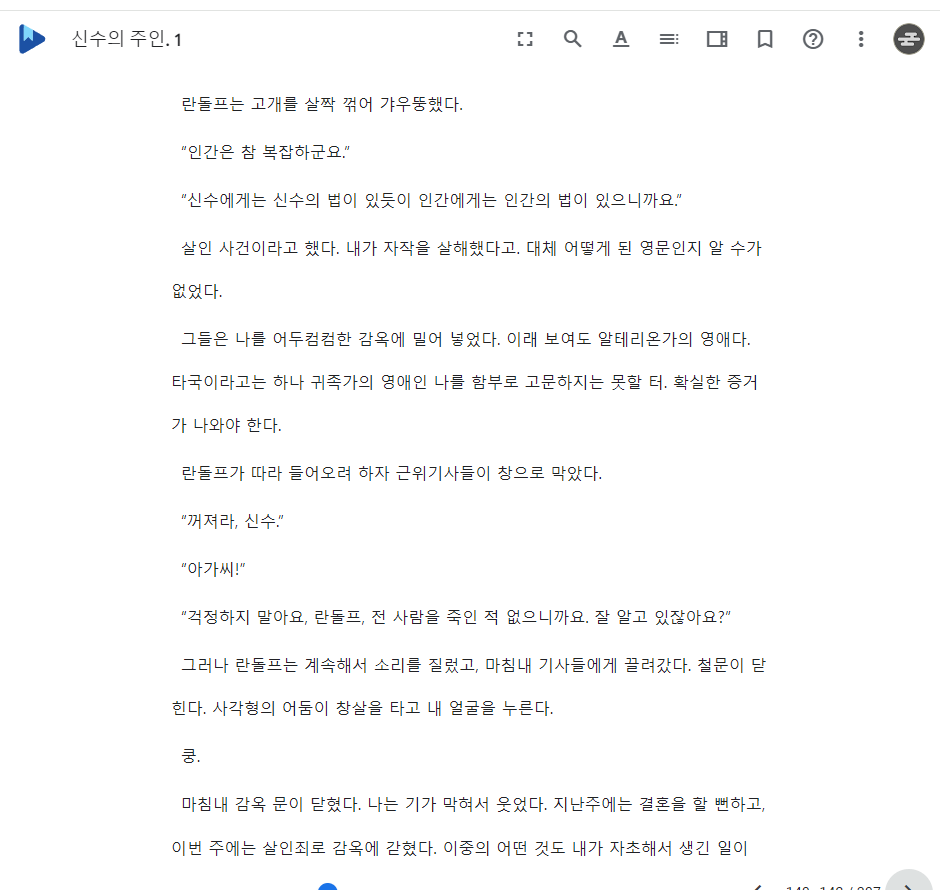 신수의 주인. 1
란돌프는 고개를 살짝 꺾어 갸우뚱했다.
“인간은 참 복잡하군요.”
“신수에게는 신수의 법이 있듯이 인간에게는 인간의 법이 있으니까요.”
살인 사건이라고 했다. 내가 자작을 살해했다고. 대체 어떻게 된 영문인지 알 수가
없었다.
그들은 나를 어두컴컴한 감옥에 밀어 넣었다. 이래 보여도 알테리온가의 영애다.
타국이라고는 하나 귀족가의 영애인 나를 함부로 고문하지는 못할 터. 확실한 증거
가 나와야 한다.
란돌프가 따라 들어오려 하자 근위기사들이 창으로 막았다.
“꺼져라, 신수.”
“아가씨!”
“걱정하지 말아요, 란돌프, 전 사람을 죽인 적 없으니까요. 잘 알고 있잖아요?”
그러나 란돌프는 계속해서 소리를 질렀고, 마침내 기사들에게 끌려갔다. 철문이 닫
힌다. 사각형의 어둠이 창살을 타고 내 얼굴을 누른다.
쿵.
마침내 감옥 문이 닫혔다. 나는 기가 막혀서 웃었다. 지난주에는 결혼을 할 뻔하고,
이번 주에는 살인죄로 감옥에 갇혔다. 이중의 어떤 것도 내가 자초해서 생긴 일이